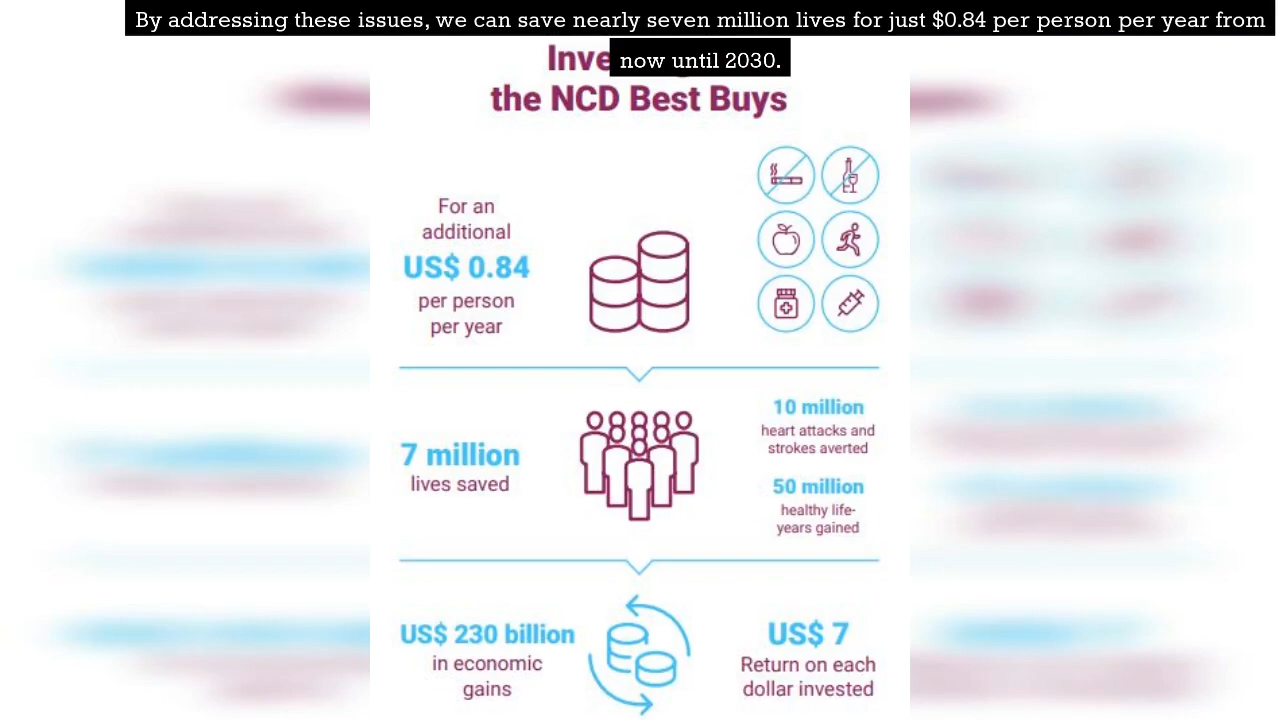 By addressing these issues, we can save nearly seven million lives for just $0.84 per person per year from
now until 2030.
the NCD Best Buys
For an
additional
US$ 0.84
per person
per year
7 million
lives saved
10 million
heart attacks and
strokes averted
50 million
healthy life-
years gained
US$ 230 billion
in economic
gains
US$ 7
Return on each
dollar invested